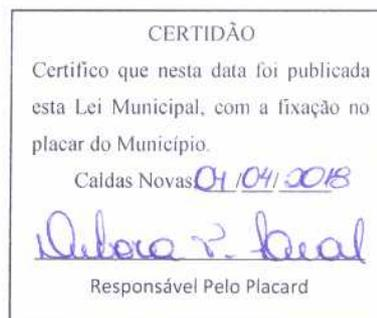 CERTIDÃO
Certifico que nesta data foi publicada
esta Lei Municipal, com a fixação no
placar do Município.
Caldas Novas 04/04/2018
Debora
Responsável Pelo Placard